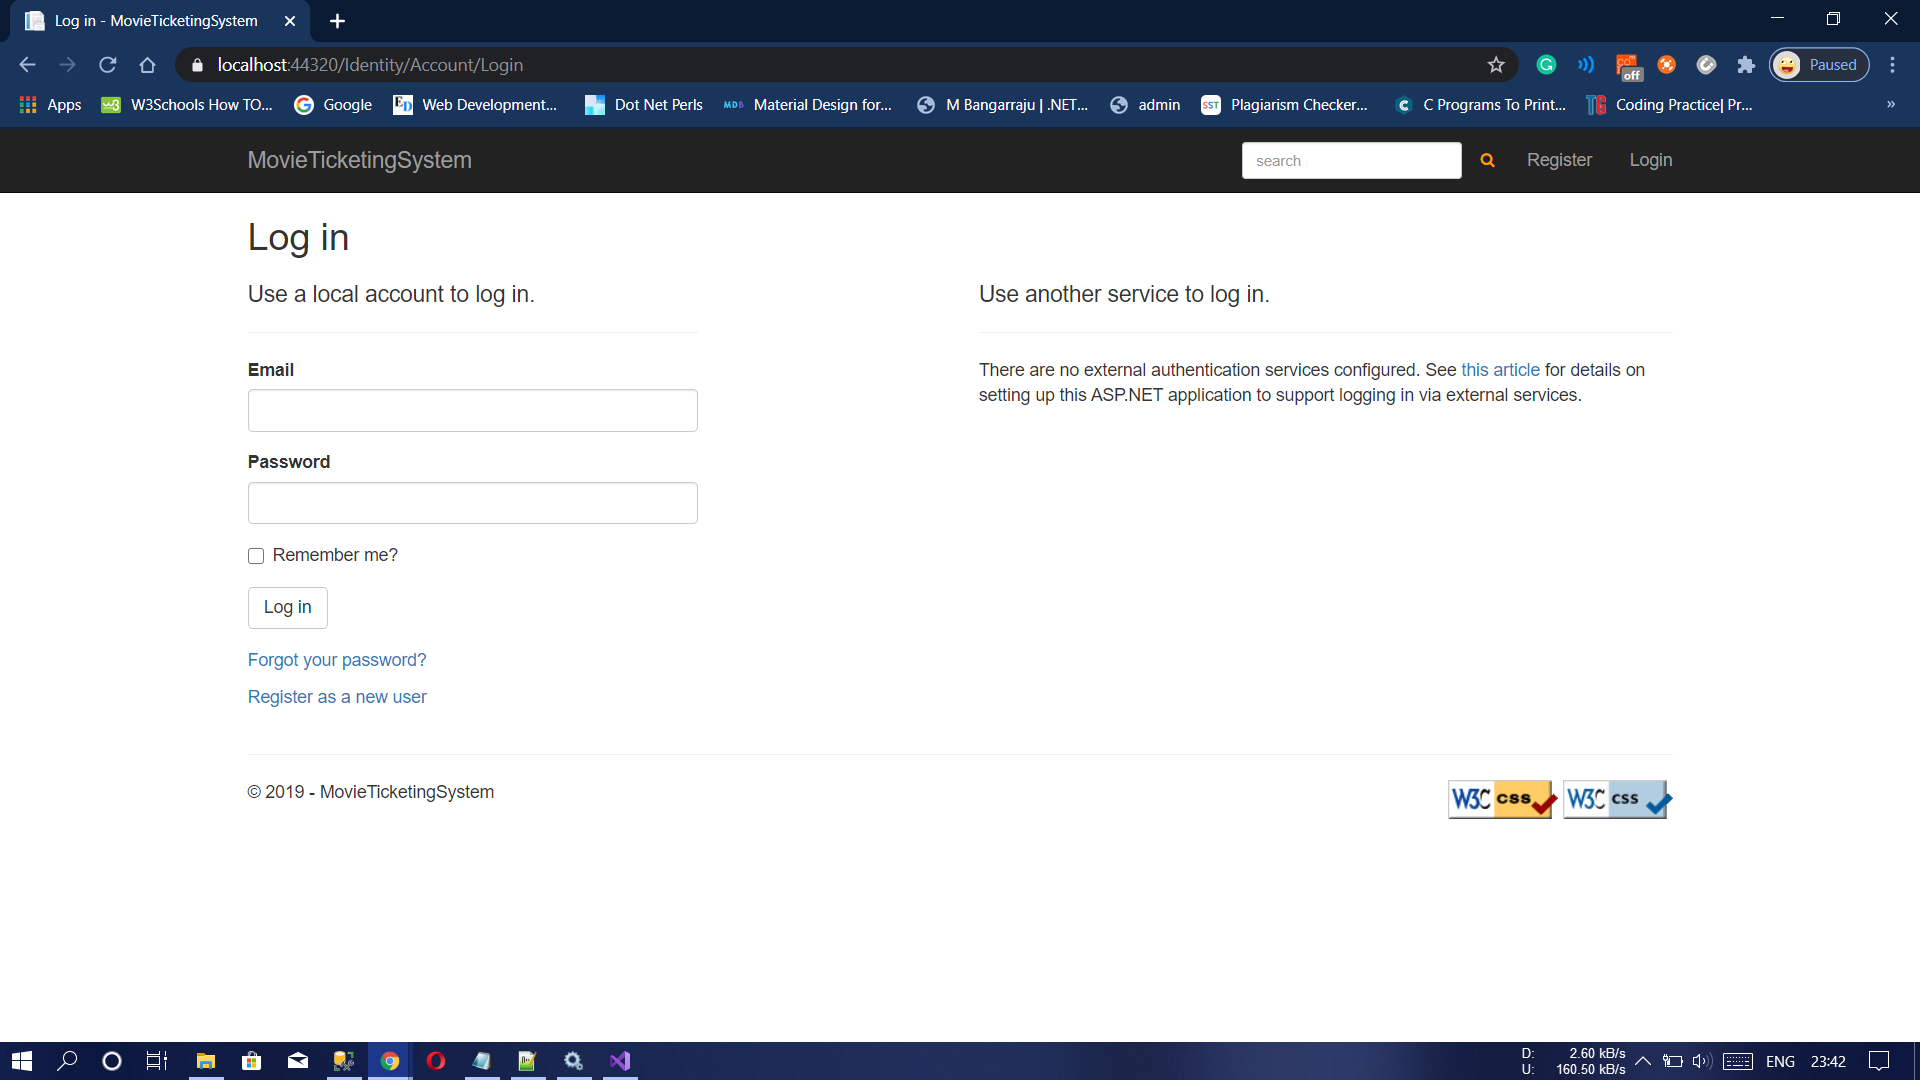 Log in - MovieTicketingSystem
localhost:44320/Identity/Account/Login
off
Paused
Apps
W3Schools How TO...
Google
Web Development...
Dot Net Perls
MDB
Material Design for...
M Bangarraju | .NET...
admin
SST
Plagiarism Checker...
C Programs To Print...
Coding Practice| Pr...
»
MovieTicketingSystem
search
Register
Login
Log in
Use a local account to log in.
Use another service to log in.
Email
There are no external authentication services configured. See this article for details on
setting up this ASP.NET application to support logging in via external services.
Password
Remember me?
Log in
Forgot your password?
Register as a new user
© 2019 - MovieTicketingSystem
W3C css
W3C css
D: 2.60 kB/s
U: 160.50 kB/s
ENG
23:42